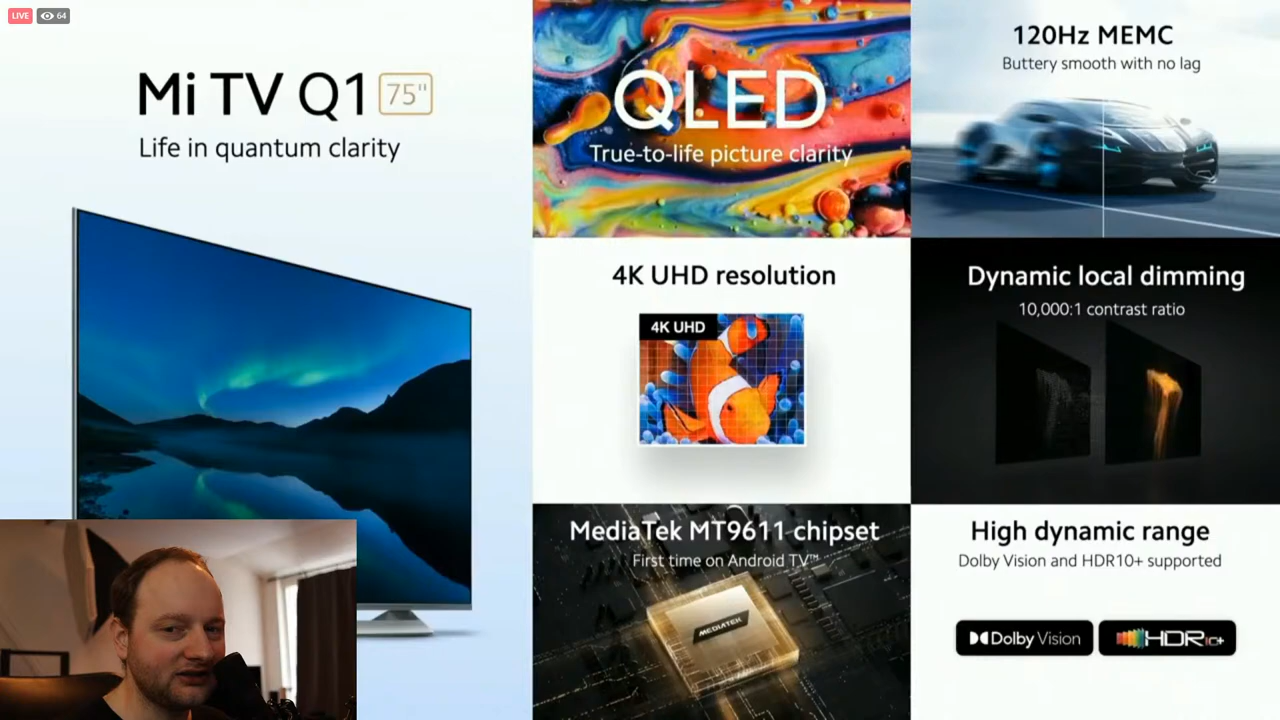 LIVE 64
Mi TV Q1 75"
Life in quantum clarity
QLED
True-to-life picture clarity
120Hz MEMC
Buttery smooth with no lag
4K UHD resolution
4K UHD
Dynamic local dimming
10,000:1 contrast ratio
MediaTek MT9611 chipset
First time on Android TV™
MEDIATEK
High dynamic range
Dolby Vision and HDR10+ supported
Dolby Vision
HDR10+